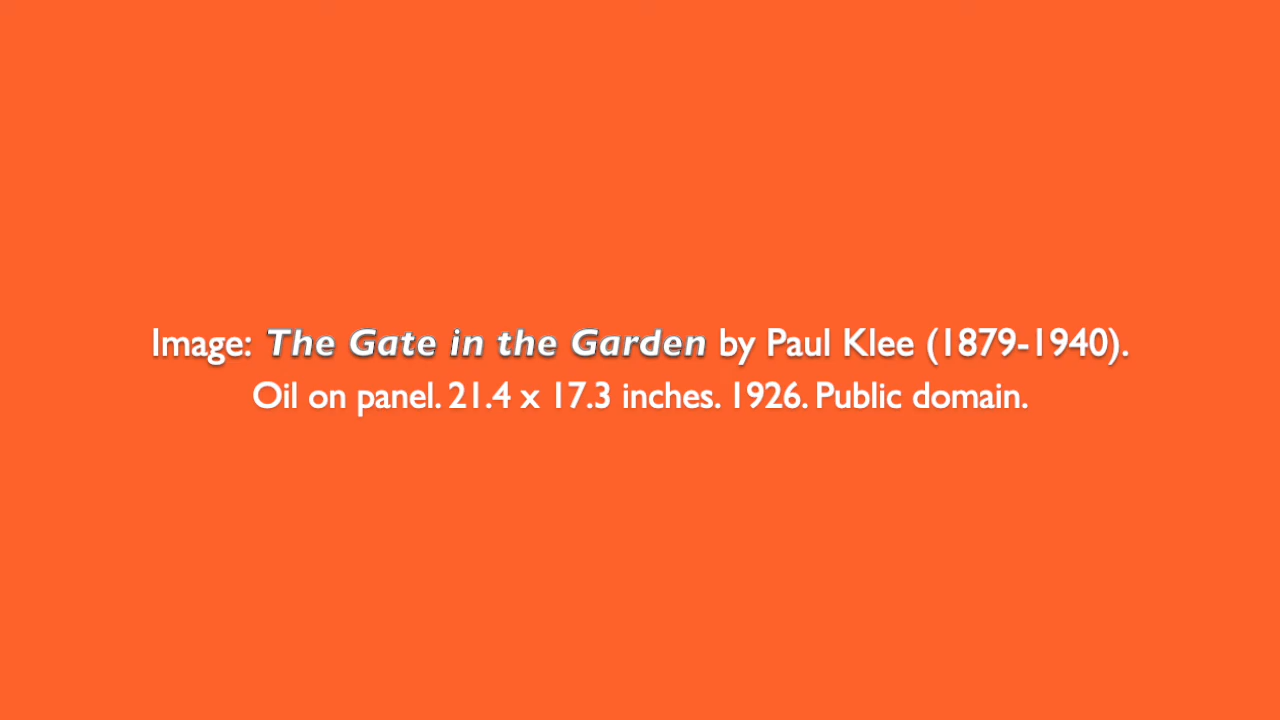 Image: The Gate in the Garden by Paul Klee (1879-1940).
Oil on panel. 21.4 x 17.3 inches. 1926. Public domain.